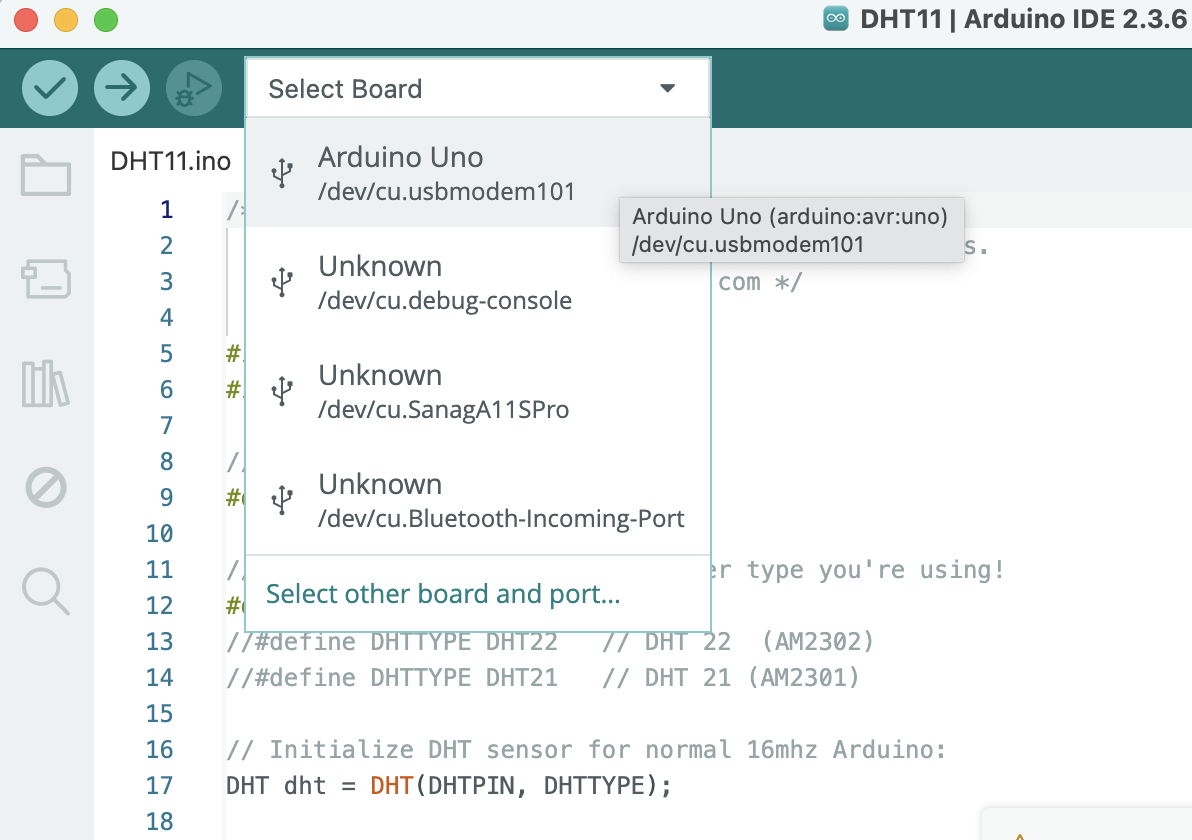 DHT11 | Arduino IDE 2.3.6
Select Board
DHT11.ino
Arduino Uno
/dev/cu.usbmodem101
Arduino Uno (arduino:avr:uno)
/dev/cu.usbmodem101
Unknown
/dev/cu.debug-console
Unknown
/dev/cu.SanagA11SPro
Unknown
/dev/cu.Bluetooth-Incoming-Port
Select other board and port...
1 /*
2 s.
3 com */
4
5 #
6 #
7
8 //
9 #
10
11 // er type you're using!
12 #
13 //#define DHTTYPE DHT22 // DHT 22 (AM2302)
14 //#define DHTTYPE DHT21 // DHT 21 (AM2301)
15
16 // Initialize DHT sensor for normal 16mhz Arduino:
17 DHT dht = DHT(DHTPIN, DHTTYPE);
18